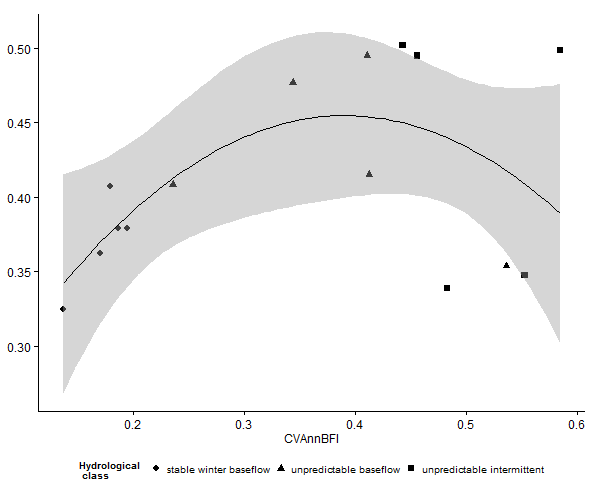 0.50
0.45
0.40
0.35
0.30
0.2 0.3 0.4 0.5 0.6
CVAnnBFI
Hydrological
class
stable winter baseflow unpredictable baseflow unpredictable intermittent